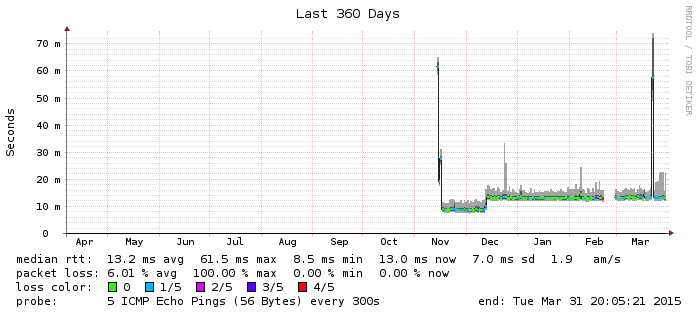 Last 360 Days
RRDTOOL / TOBI OETIKER
Seconds
70 m
60 m
50 m
40 m
30 m
20 m
10 m
0
Apr May Jun Jul Aug Sep Oct Nov Dec Jan Feb Mar
median rtt: 13.2 ms avg 61.5 ms max 8.5 ms min 13.0 ms now 7.0 ms sd 1.9 am/s
packet loss: 6.01 % avg 100.00 % max 0.00 % min 0.00 % now
loss color: 0 1/5 2/5 3/5 4/5
probe: 5 ICMP Echo Pings (56 Bytes) every 300s end: Tue Mar 31 20:05:21 2015